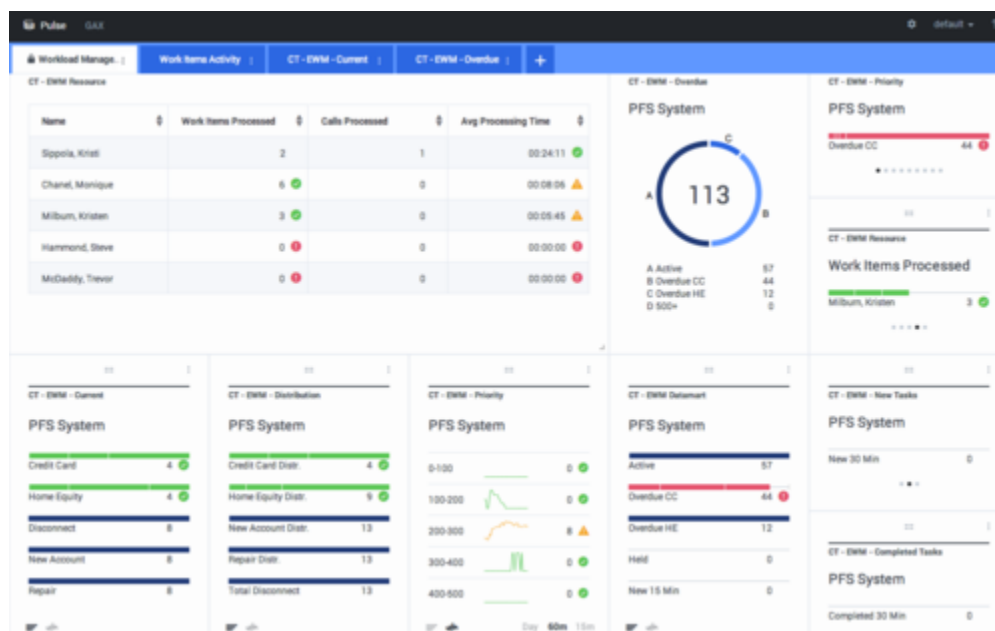 Pulse GAX default
Workload Manage. Work Items Activity CT - EWM - Current CT - EWM - Overdue +
CT - EWM Resource
Name Work Items Processed Calls Processed Avg Processing Time
Sippola, Kristi 2 1 00:24:11
Chanel, Monique 6 0 00:08:06
Milburn, Kristen 3 0 00:05:45
Hammond, Steve 0 0 00:00:00
McDaddy, Trevor 0 0 00:00:00
CT - EWM - Overdue
PFS System
C
A
113
B
A Active 57
B Overdue CC 44
C Overdue HE 12
D 500+ 0
CT - EWM - Priority
PFS System
Overdue CC 44
CT - EWM Resource
Work Items Processed
Milburn, Kristen 3
CT - EWM - Current
PFS System
Credit Card 4
Home Equity 4
Disconnect 8
New Account 8
Repair 8
CT - EWM - Distribution
PFS System
Credit Card Distr. 4
Home Equity Distr. 9
New Account Distr. 13
Repair Distr. 13
Total Disconnect 13
CT - EWM - Priority
PFS System
0-100 0
100-200 0
200-300 8
300-400 0
400-500 0
Day 60m 15m
CT - EWM Datamart
PFS System
Active 57
Overdue CC 44
Overdue HE 12
Held 0
New 15 Min 0
CT - EWM - New Tasks
PFS System
New 30 Min 0
CT - EWM - Completed Tasks
PFS System
Completed 30 Min 0